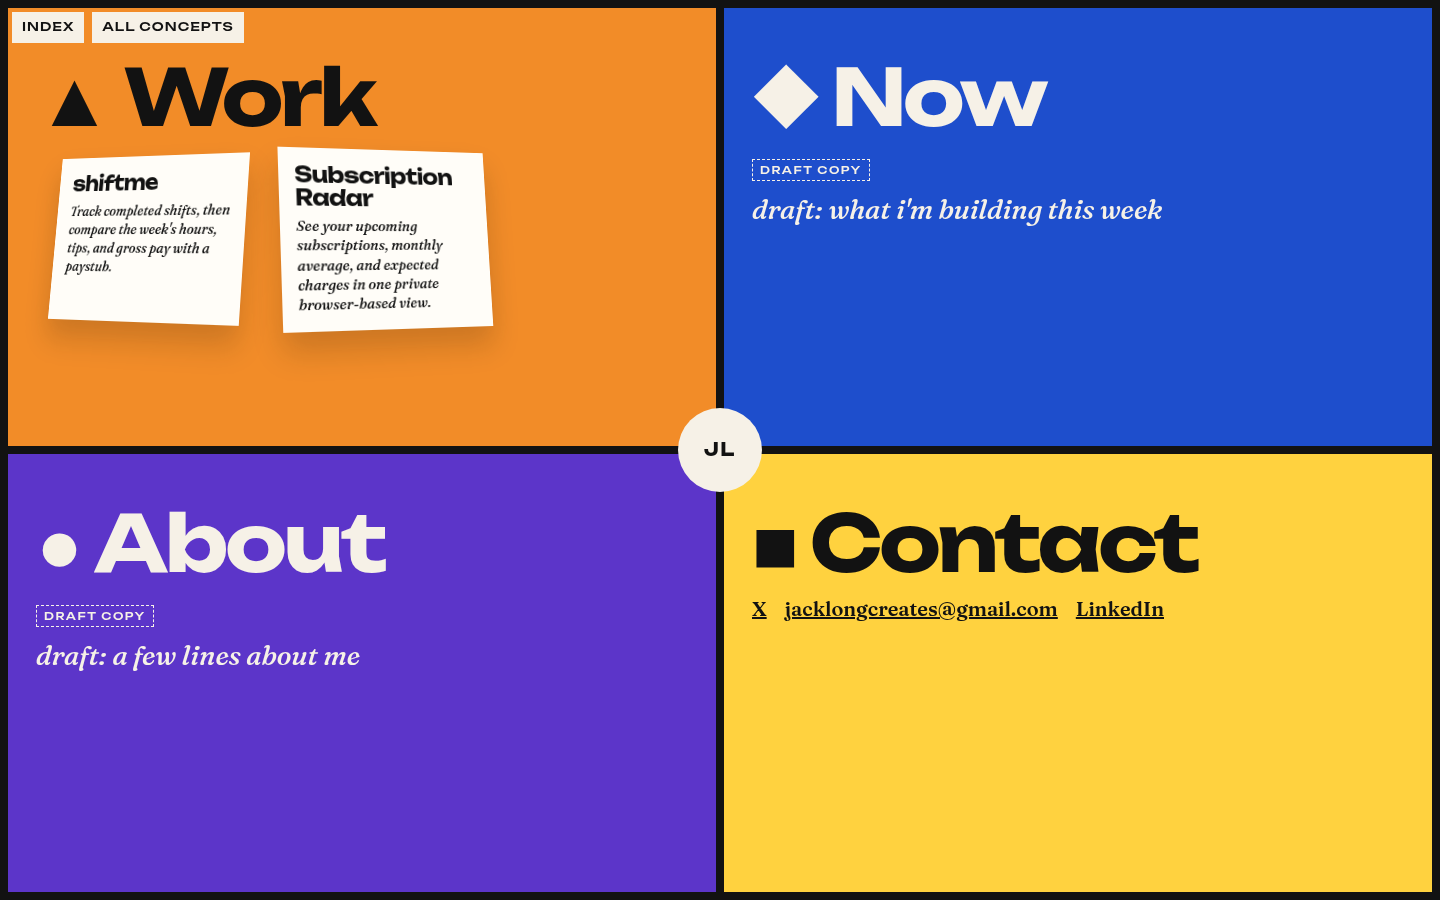 INDEX ALL CONCEPTS
▲ Work
shiftme
Track completed shifts, then
compare the week's hours,
tips, and gross pay with a
paystub.
Subscription
Radar
See your upcoming
subscriptions, monthly
average, and expected
charges in one private
browser-based view.
◆ Now
DRAFT COPY
draft: what i'm building this week
JL
● About
DRAFT COPY
draft: a few lines about me
■ Contact
X jacklongcreates@gmail.com LinkedIn